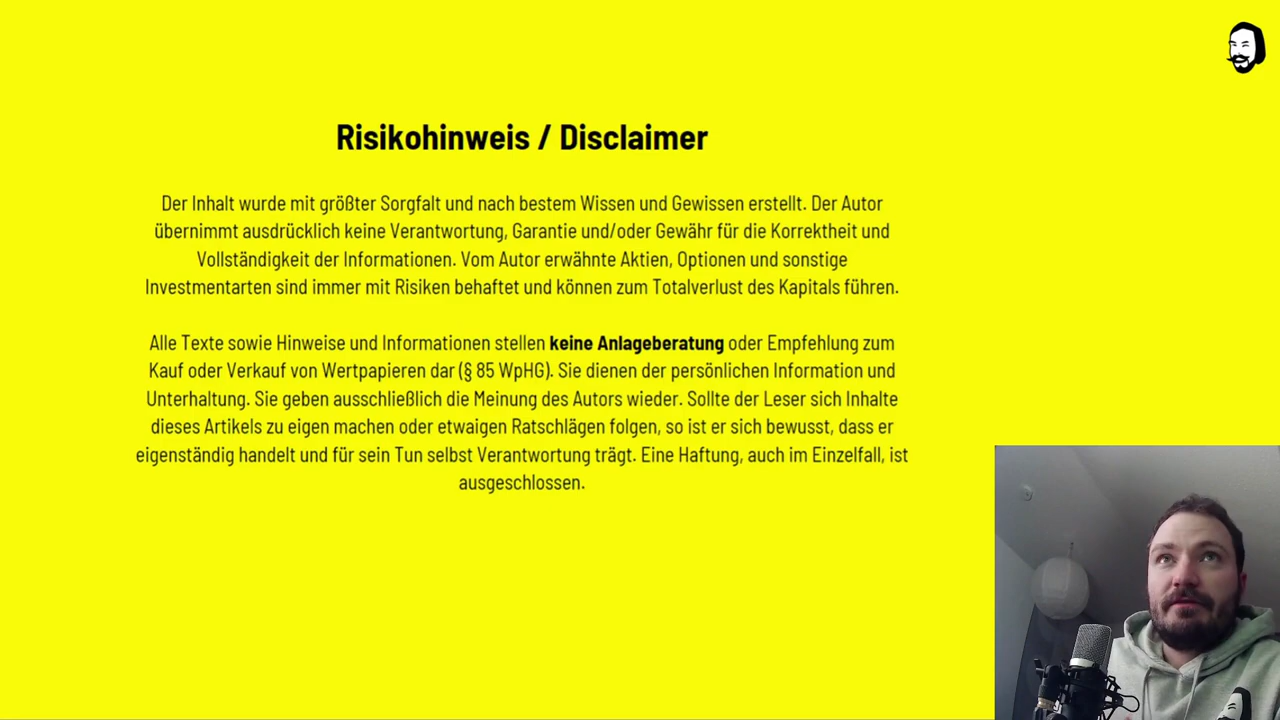 Risikohinweis / Disclaimer
Der Inhalt wurde mit größter Sorgfalt und nach bestem Wissen und Gewissen erstellt. Der Autor
übernimmt ausdrücklich keine Verantwortung, Garantie und/oder Gewähr für die Korrektheit und
Vollständigkeit der Informationen. Vom Autor erwähnte Aktien, Optionen und sonstige
Investmentarten sind immer mit Risiken behaftet und können zum Totalverlust des Kapitals führen.
Alle Texte sowie Hinweise und Informationen stellen keine Anlageberatung oder Empfehlung zum
Kauf oder Verkauf von Wertpapieren dar (§ 85 WpHG). Sie dienen der persönlichen Information und
Unterhaltung. Sie geben ausschließlich die Meinung des Autors wieder. Sollte der Leser sich Inhalte
dieses Artikels zu eigen machen oder etwaigen Ratschlägen folgen, so ist er sich bewusst, dass er
eigenständig handelt und für sein Tun selbst Verantwortung trägt. Eine Haftung, auch im Einzelfall, ist
ausgeschlossen.